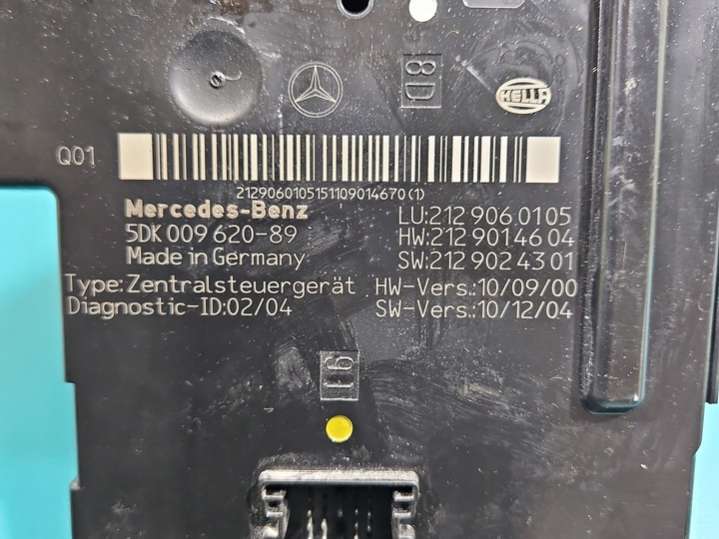 8D
HELLA
Q01
2129060105151109014670(1)
Mercedes-Benz
LU:212 906 01 05
5DK 009 620-89
HW:212 901 46 04
Made in Germany
SW:212 902 43 01
Type:Zentralsteuergerät
HW-Vers.:10/09/00
Diagnostic-ID:02/04
SW-Vers.:10/12/04